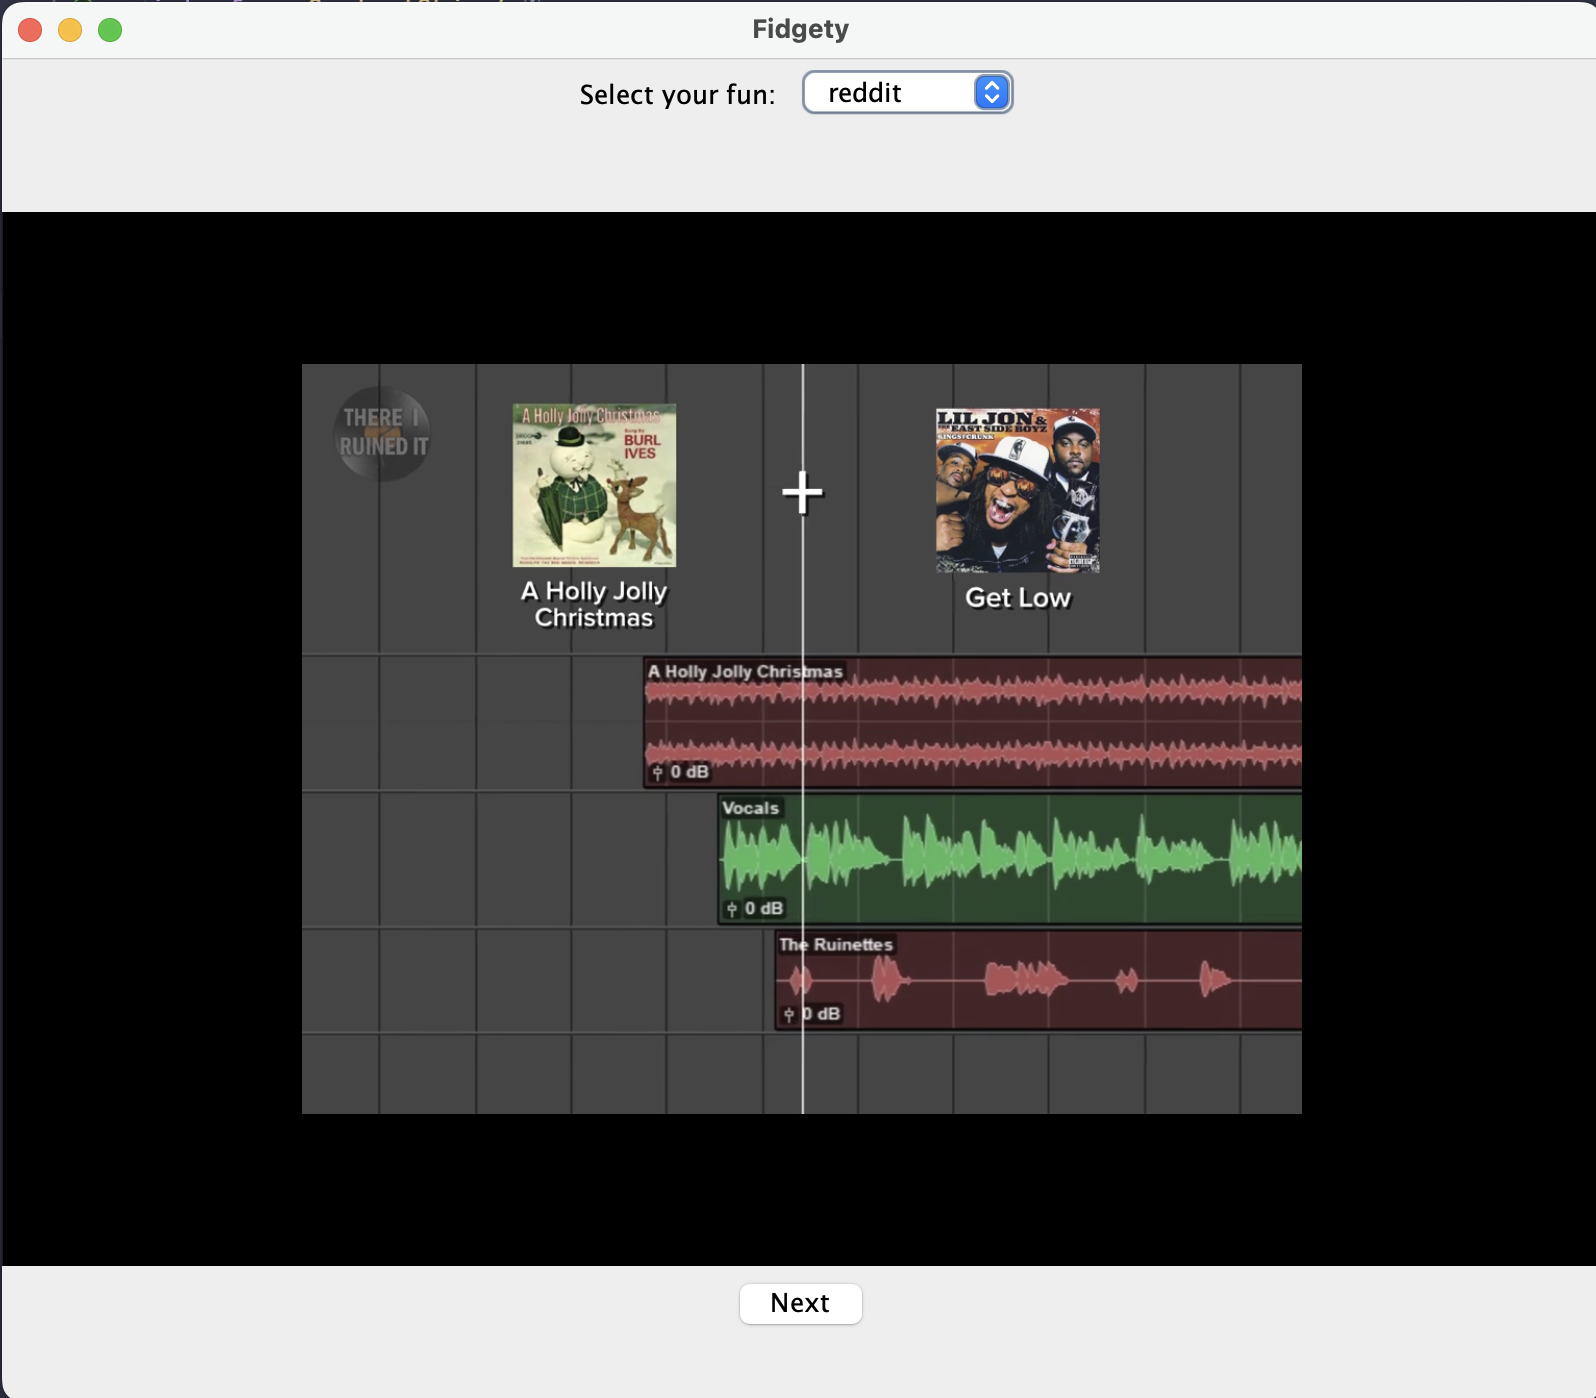 Fidgety
Select your fun:
reddit
THERE I
RUINED IT
A Holly Jolly Christmas
BURL
IVES
LIL JON &
THE EAST SIDE BOYZ
KINGS OF CRUNK
+
A Holly Jolly
Christmas
Get Low
A Holly Jolly Christmas
0 dB
Vocals
0 dB
The Ruinettes
0 dB
Next